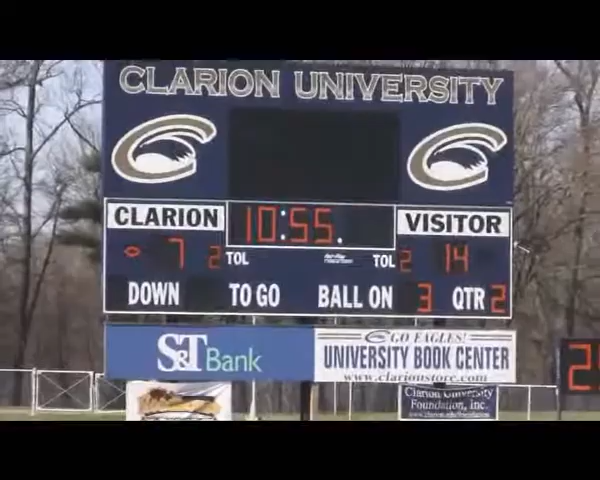 CLARION UNIVERSITY
CLARION 10:55. VISITOR
7 2 TOL TOL 2 14
DOWN TO GO BALL ON 3 QTR 2
S&T Bank
GO EAGLES!
UNIVERSITY BOOK CENTER
www.clarionstore.com
Clarion University
Foundation, Inc.
25